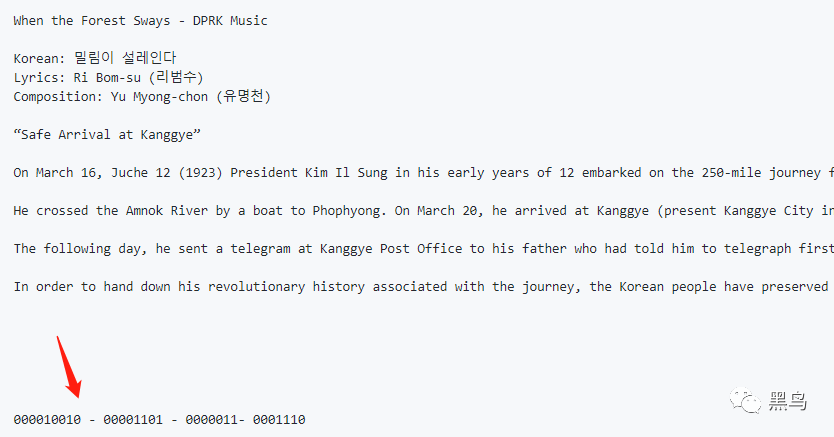 When the Forest Sways - DPRK Music
Korean: 밀림이 설레인다
Lyrics: Ri Bom-su (리범수)
Composition: Yu Myong-chon (유명천)
“Safe Arrival at Kanggye”
On March 16, Juche 12 (1923) President Kim Il Sung in his early years of 12 embarked on the 250-mile journey f
He crossed the Amnok River by a boat to Phophyong. On March 20, he arrived at Kanggye (present Kanggye City in
The following day, he sent a telegram at Kanggye Post Office to his father who had told him to telegraph first
In order to hand down his revolutionary history associated with the journey, the Korean people have preserved
000010010 - 00001101 - 0000011- 0001110
黑鸟